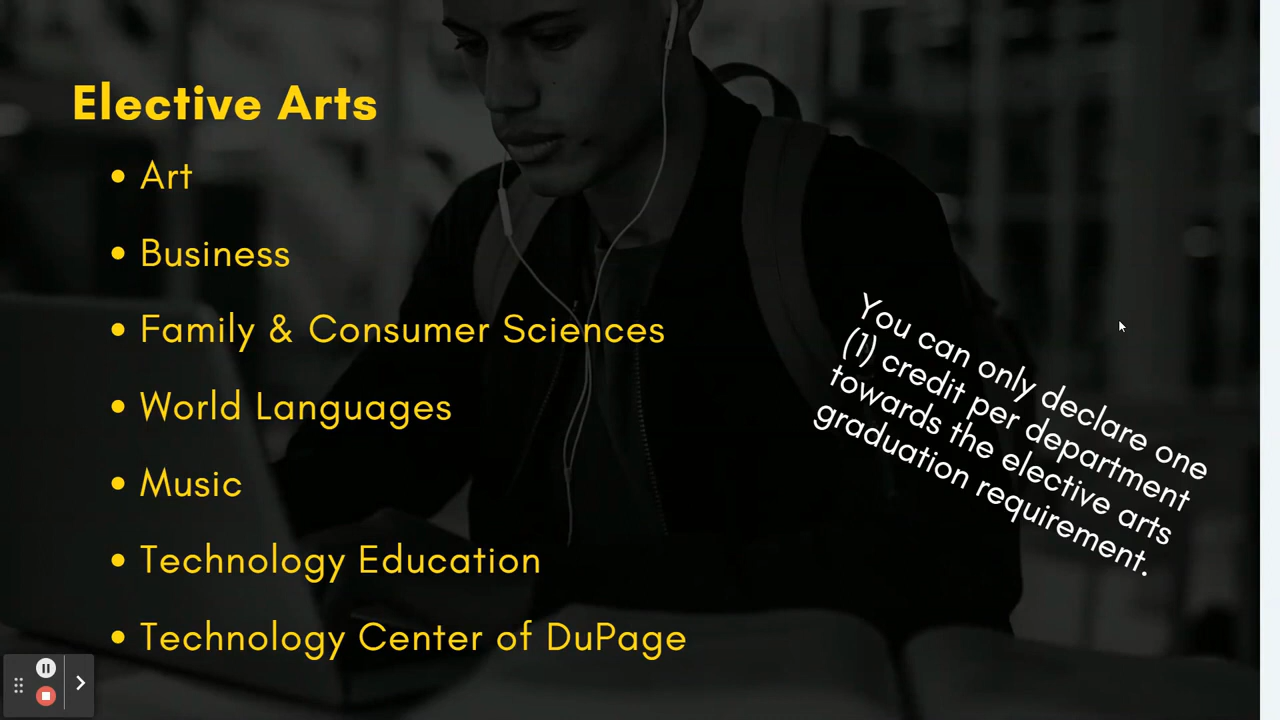 Elective Arts
• Art
• Business
• Family & Consumer Sciences
• World Languages
• Music
• Technology Education
• Technology Center of DuPage
You can only declare one
(1) credit per department
towards the elective arts
graduation requirement.